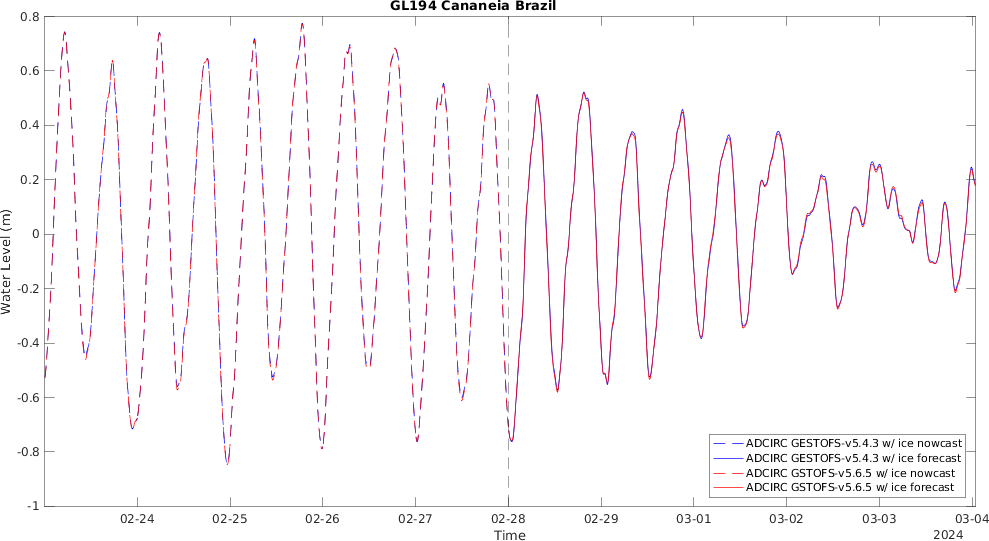 GL194 Cananeia Brazil
0.8
0.6
0.4
0.2
0
-0.2
-0.4
-0.6
-0.8
-1
Water Level (m)
ADCIRC GESTOFS-v5.4.3 w/ ice nowcast
ADCIRC GESTOFS-v5.4.3 w/ ice forecast
ADCIRC GSTOFS-v5.6.5 w/ ice nowcast
ADCIRC GSTOFS-v5.6.5 w/ ice forecast
02-24 02-25 02-26 02-27 02-28 02-29 03-01 03-02 03-03 03-04
Time
2024